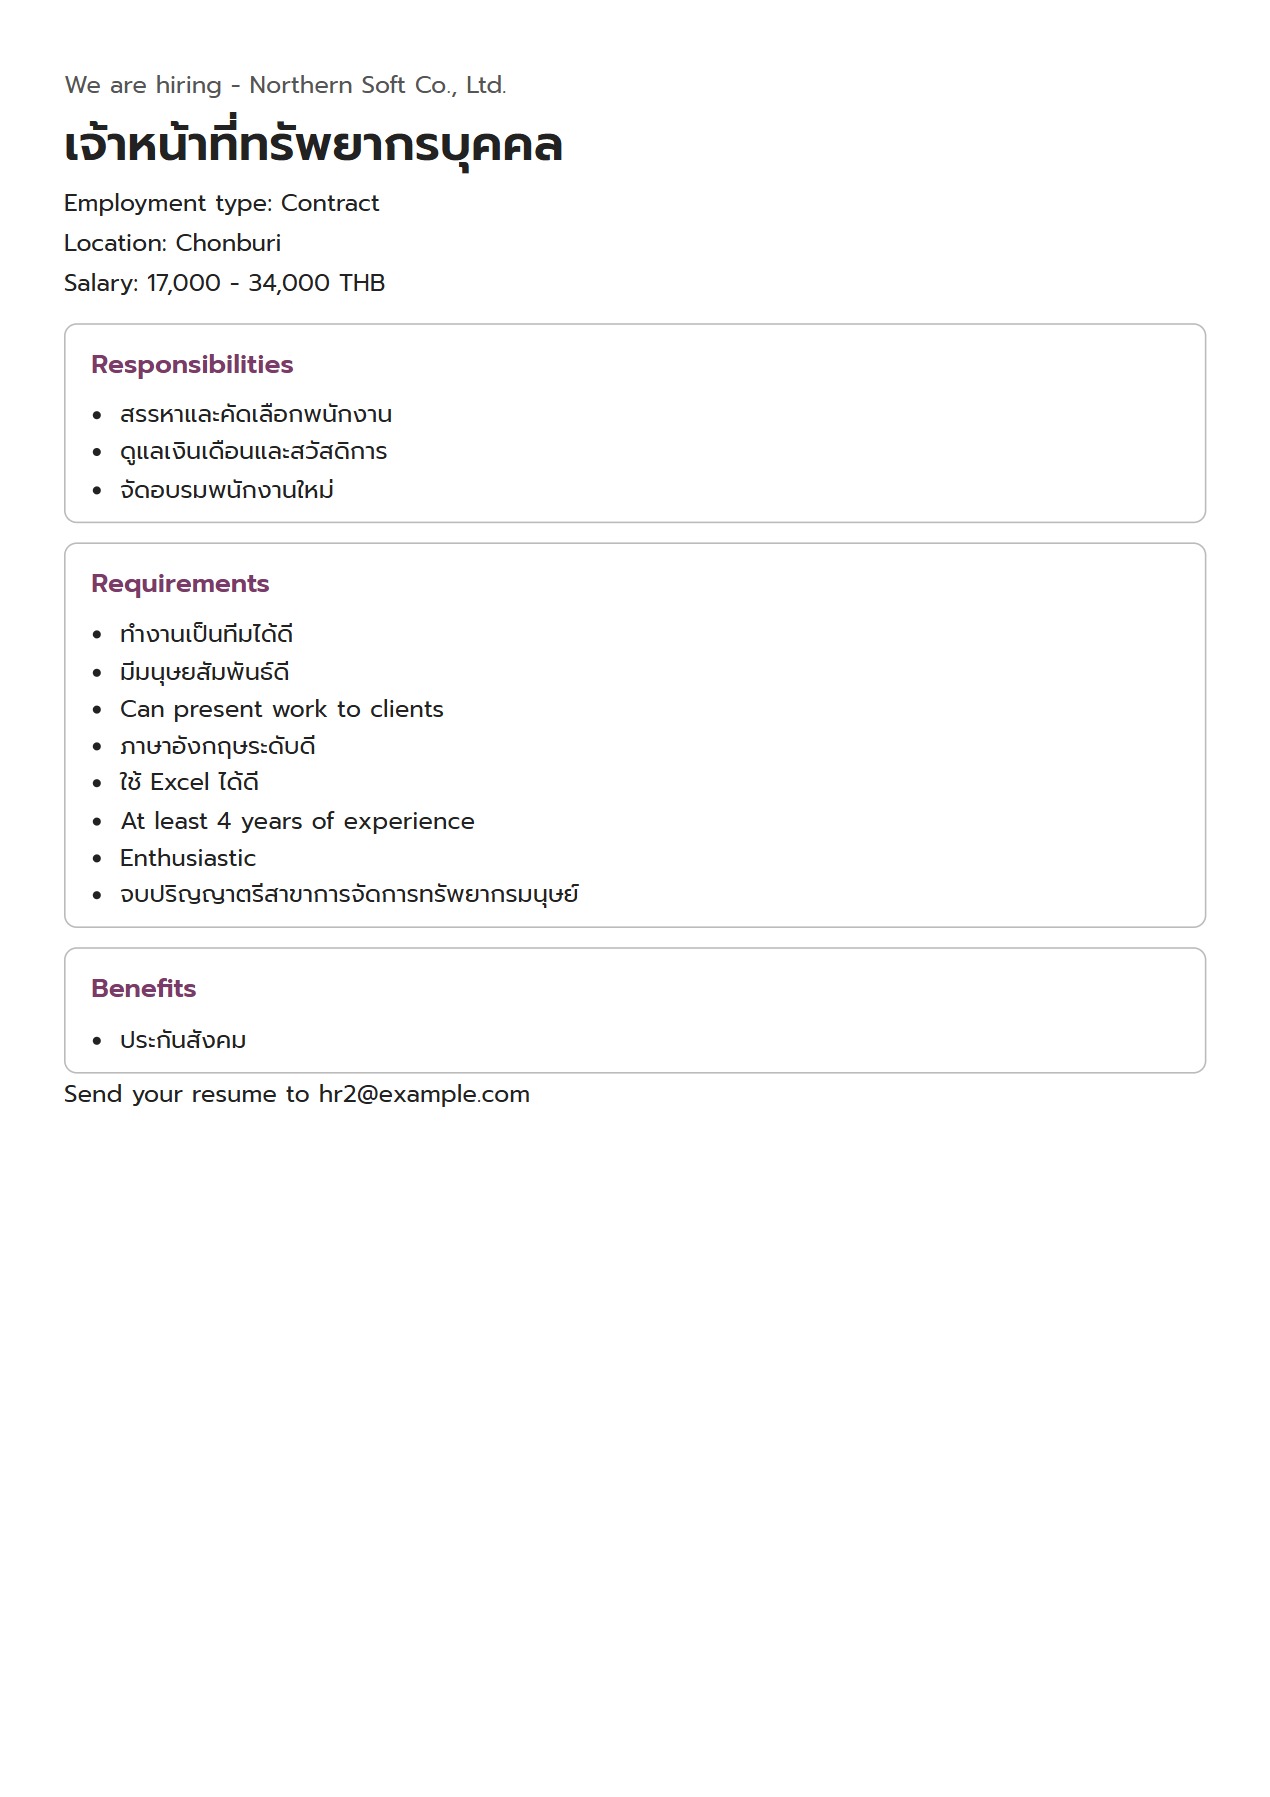 We are hiring - Northern Soft Co., Ltd.
เจ้าหน้าที่ทรัพยากรบุคคล
Employment type: Contract
Location: Chonburi
Salary: 17,000 - 34,000 THB
Responsibilities
• สรรหาและคัดเลือกพนักงาน
• ดูแลเงินเดือนและสวัสดิการ
• จัดอบรมพนักงานใหม่
Requirements
• ทำงานเป็นทีมได้ดี
• มีมนุษยสัมพันธ์ดี
• Can present work to clients
• ภาษาอังกฤษระดับดี
• ใช้ Excel ได้ดี
• At least 4 years of experience
• Enthusiastic
• จบปริญญาตรีสาขาการจัดการทรัพยากรมนุษย์
Benefits
• ประกันสังคม
Send your resume to hr2@example.com